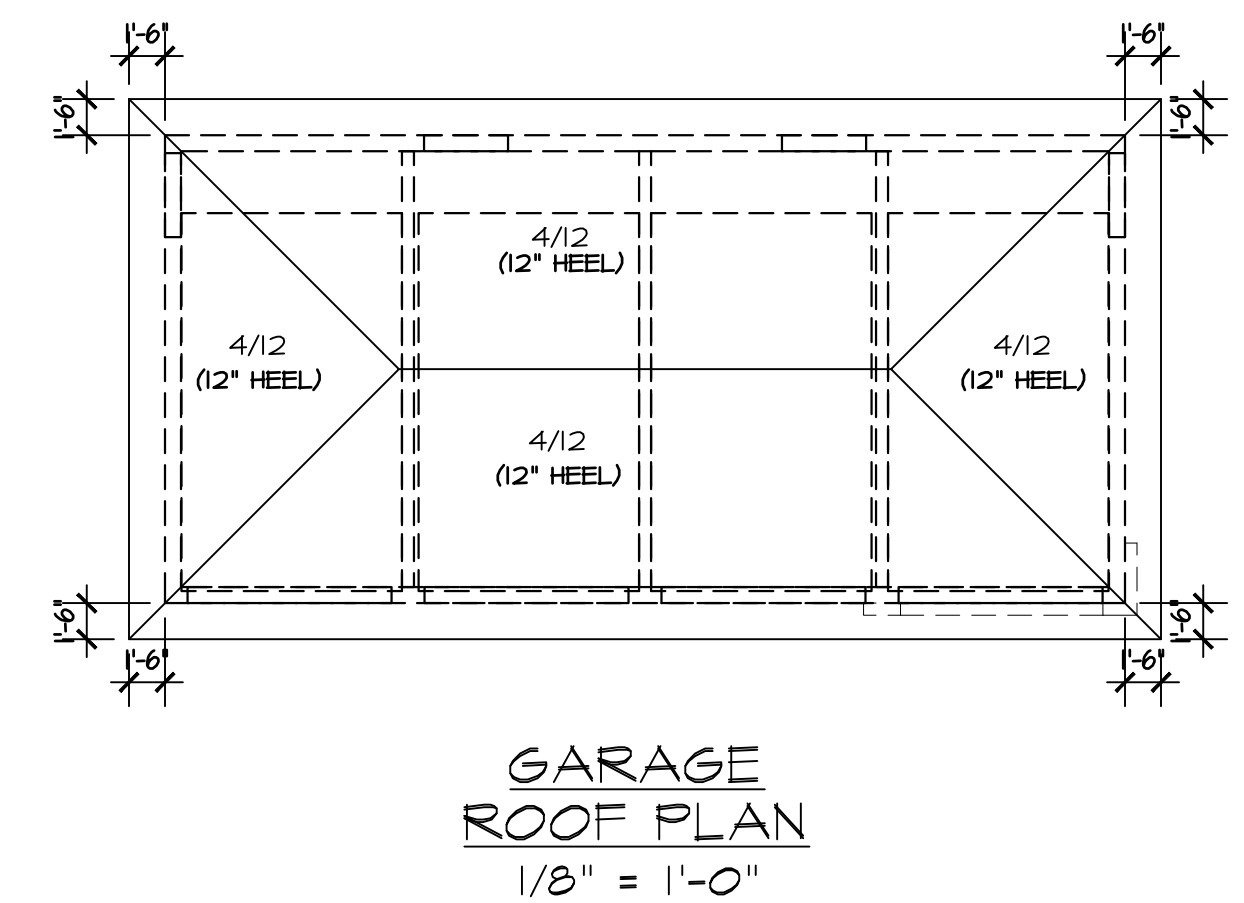 1'-6" 1'-6"
1'-6" 1'-6"
4/12
(12" HEEL)
4/12 4/12
(12" HEEL) (12" HEEL)
4/12
(12" HEEL)
1'-6" 1'-6"
1'-6" 1'-6"
GARAGE
ROOF PLAN
1/8" = 1'-0"